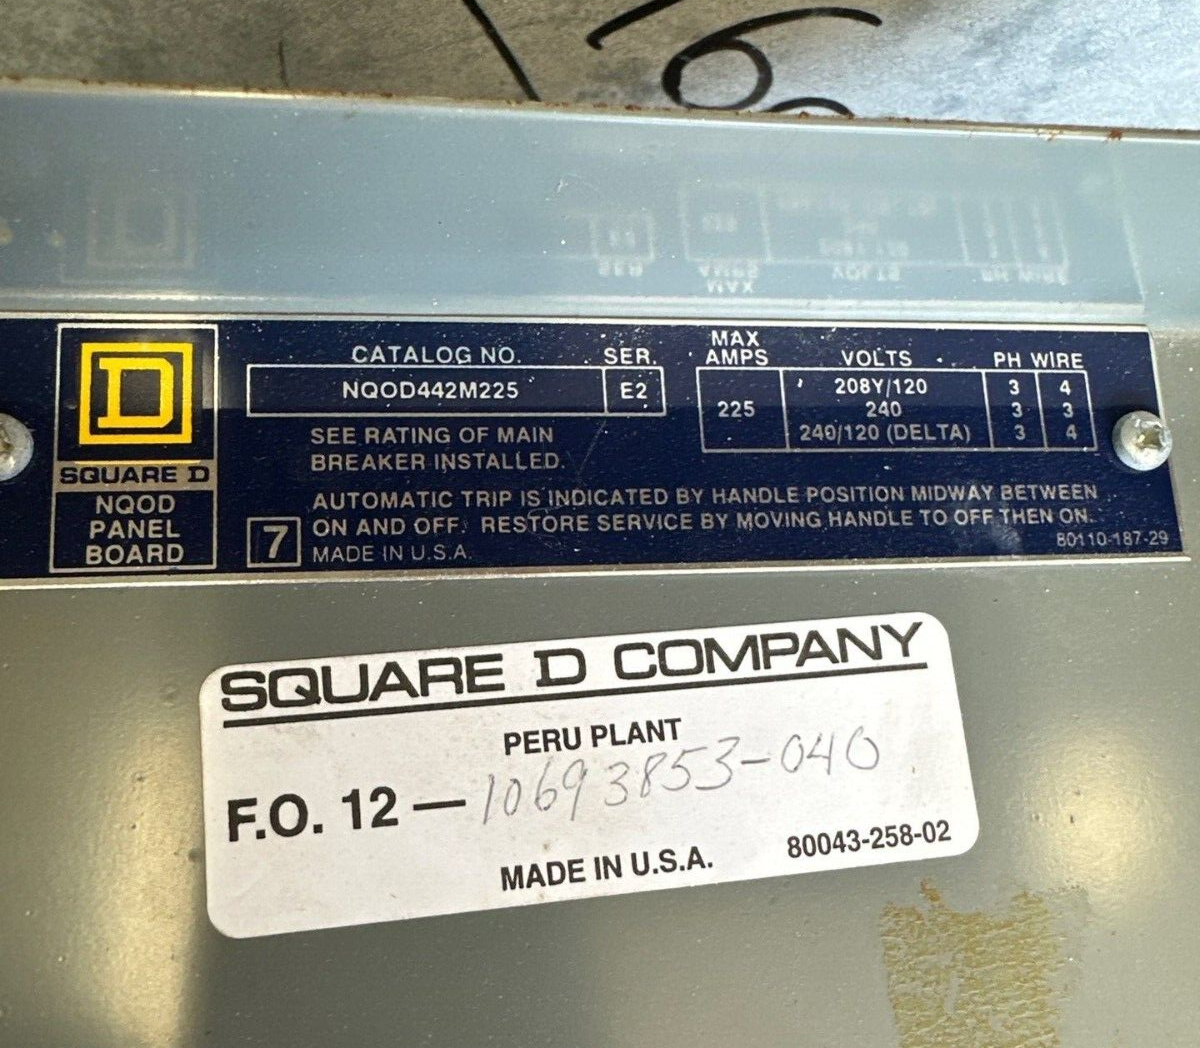 16
CATALOG NO. SER. MAX AMPS VOLTS PH WIRE
NQOD442M225 E2 225 208Y/120 3 4
240 3 3
240/120 (DELTA) 3 4
SEE RATING OF MAIN
BREAKER INSTALLED.
D
SQUARE D
NQOD
PANEL
BOARD
7
AUTOMATIC TRIP IS INDICATED BY HANDLE POSITION MIDWAY BETWEEN
ON AND OFF. RESTORE SERVICE BY MOVING HANDLE TO OFF THEN ON.
MADE IN U.S.A.
80110-187-29
SQUARE D COMPANY
PERU PLANT
F.O. 12 — 10693853-040
MADE IN U.S.A.
80043-258-02